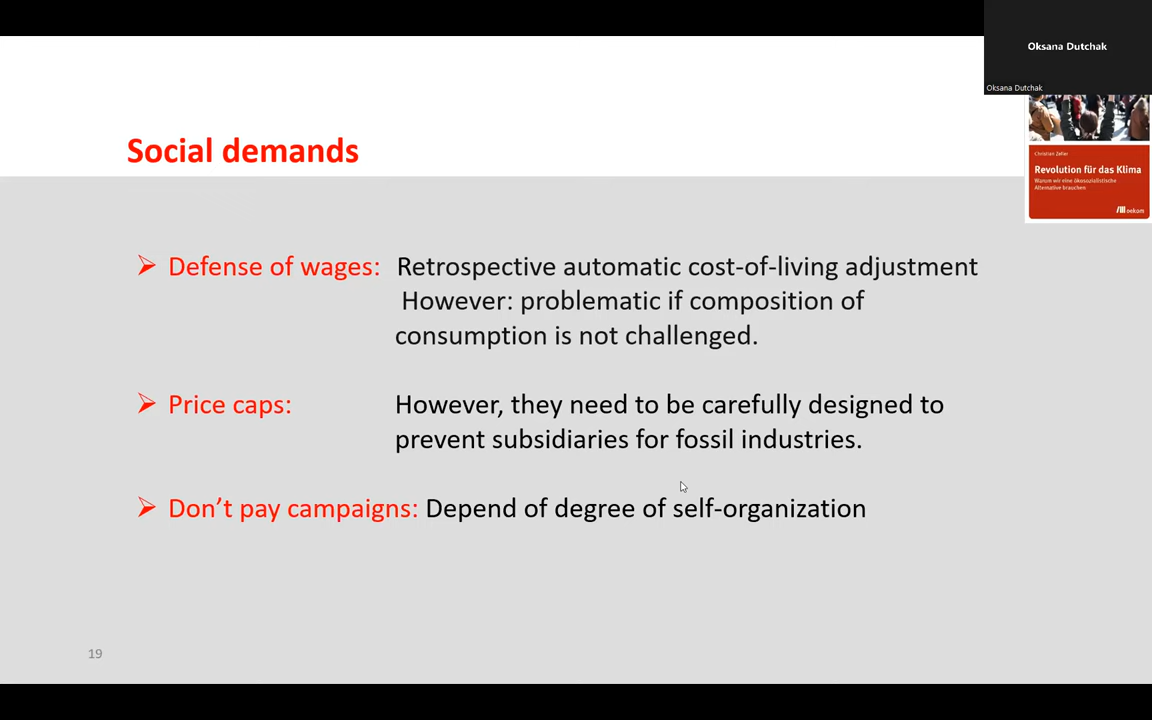 Oksana Dutchak
Oksana Dutchak
Christian Zeller
Revolution für das Klima
Warum wir eine ökosozialistische
Alternative brauchen
oekom
Social demands
➢ Defense of wages: Retrospective automatic cost-of-living adjustment
However: problematic if composition of
consumption is not challenged.
➢ Price caps: However, they need to be carefully designed to
prevent subsidiaries for fossil industries.
➢ Don't pay campaigns: Depend of degree of self-organization
19